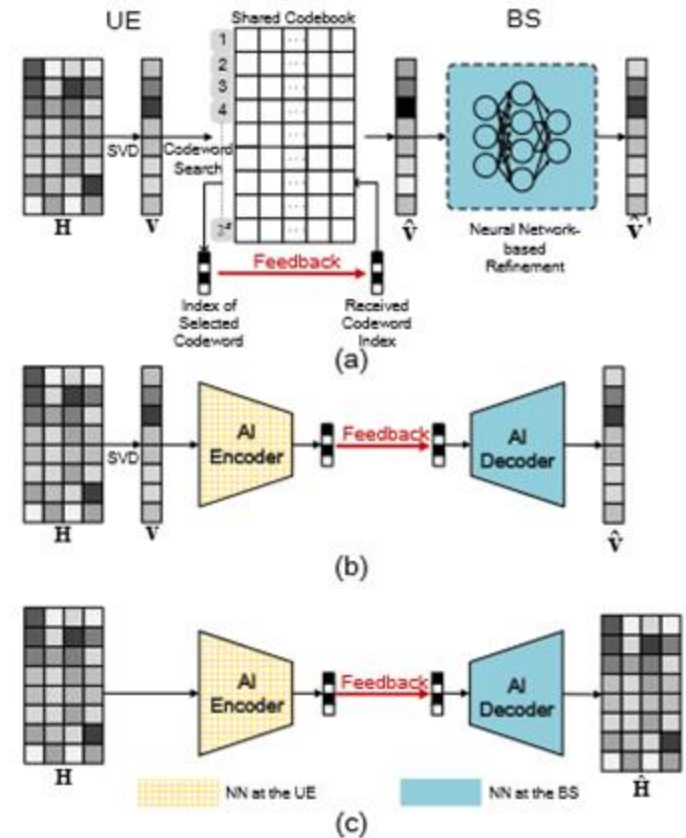 UE
Shared Codebook
BS
1
2
3
4
SVD
Codeword
Search
H
v
v̂
Neural Network-
based
Refinement
v̂'
Feedback
Index of
Selected
Codeword
Received
Codeword
Index
(a)
SVD
AI
Encoder
Feedback
AI
Decoder
H
v
v̂
(b)
AI
Encoder
Feedback
AI
Decoder
H
Ĥ
NN at the UE
NN at the BS
(c)